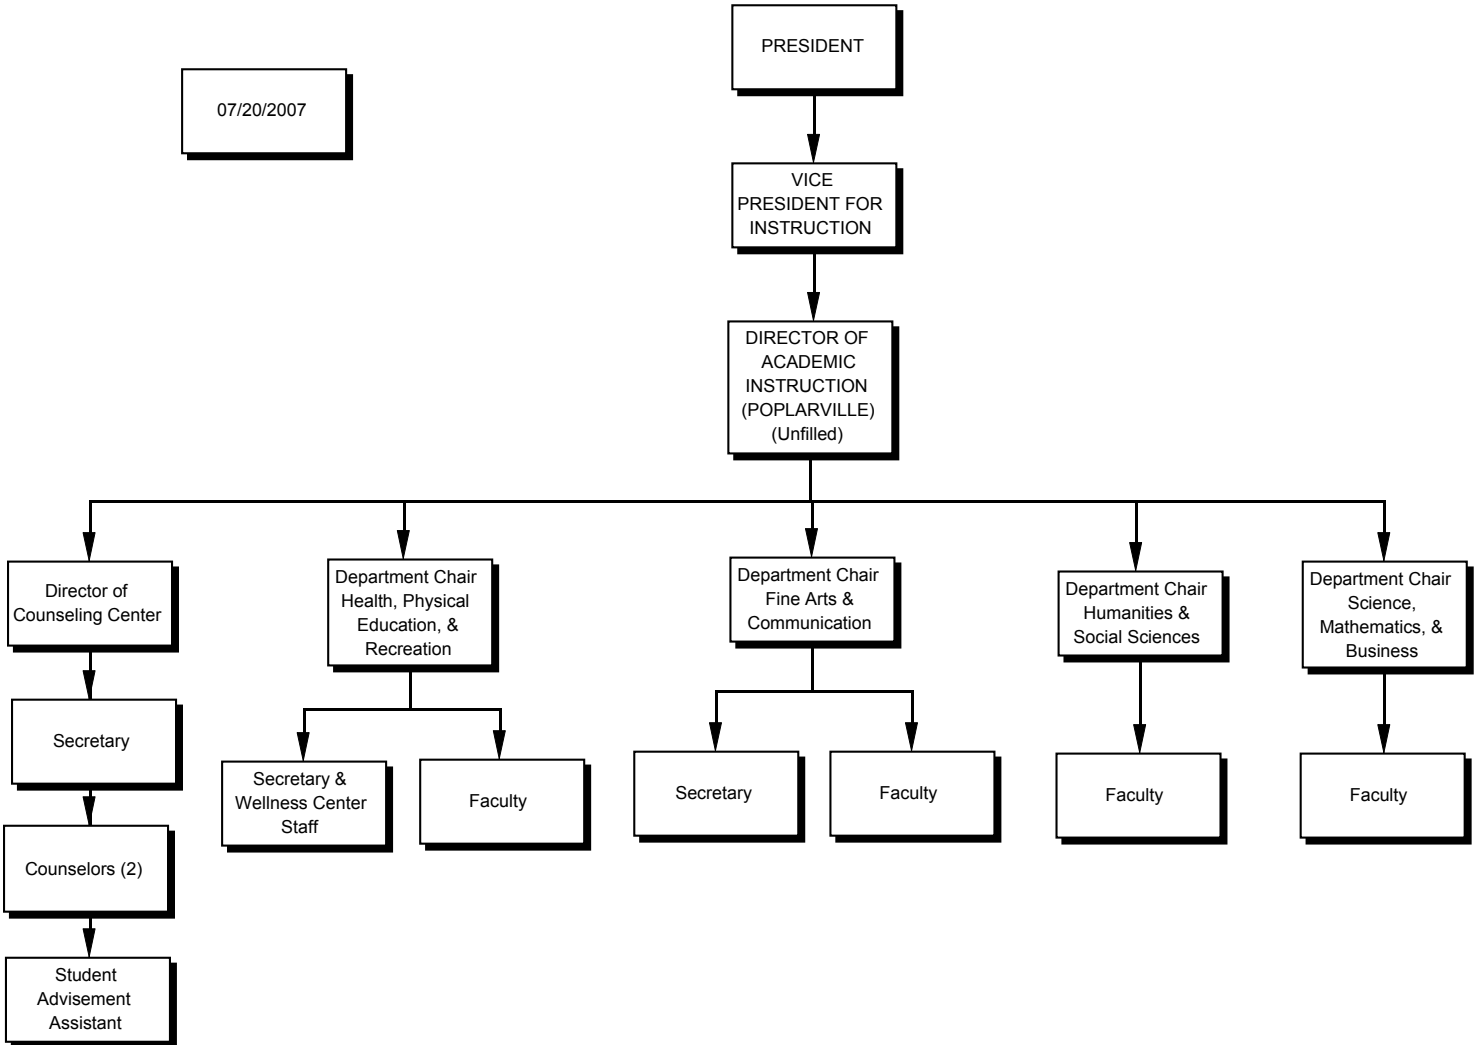 PRESIDENT
07/20/2007
VICE
PRESIDENT FOR
INSTRUCTION
DIRECTOR OF
ACADEMIC
INSTRUCTION
(POPLARVILLE)
(Unfilled)
Director of
Counseling Center
Department Chair
Health, Physical
Education, &
Recreation
Department Chair
Fine Arts &
Communication
Department Chair
Humanities &
Social Sciences
Department Chair
Science,
Mathematics, &
Business
Secretary
Secretary &
Wellness Center
Staff
Faculty
Secretary
Faculty
Faculty
Faculty
Counselors (2)
Student
Advisement
Assistant